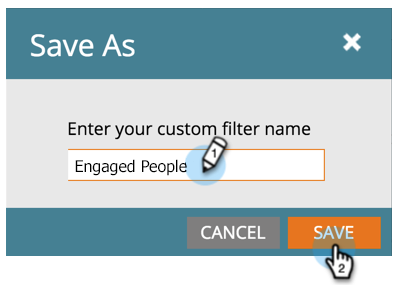 Save As
Enter your custom filter name
Engaged People
1
CANCEL SAVE
2